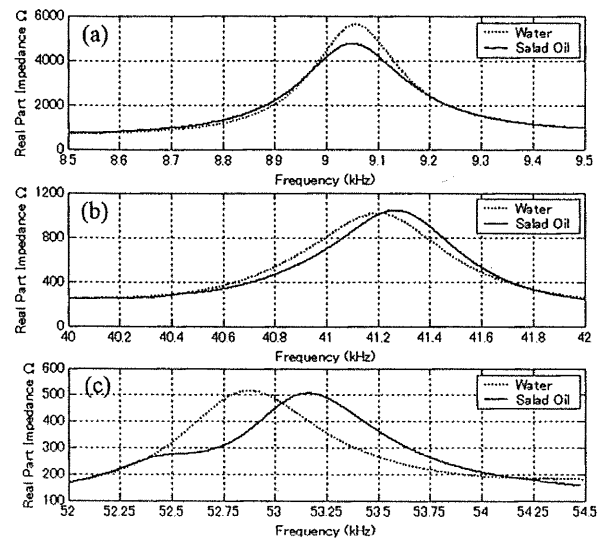 (a)
Real Part Impedance Ω
6000
4000
2000
0
Water
Salad Oil
8.5 8.6 8.7 8.8 8.9 9 9.1 9.2 9.3 9.4 9.5
Frequency (kHz)
(b)
Real Part Impedance Ω
1200
800
400
0
Water
Salad Oil
40 40.2 40.4 40.6 40.8 41 41.2 41.4 41.6 41.8 42
Frequency (kHz)
(c)
Real Part Impedance Ω
600
500
400
300
200
100
Water
Salad Oil
52 52.25 52.5 52.75 53 53.25 53.5 53.75 54 54.25 54.5
Frequency (kHz)